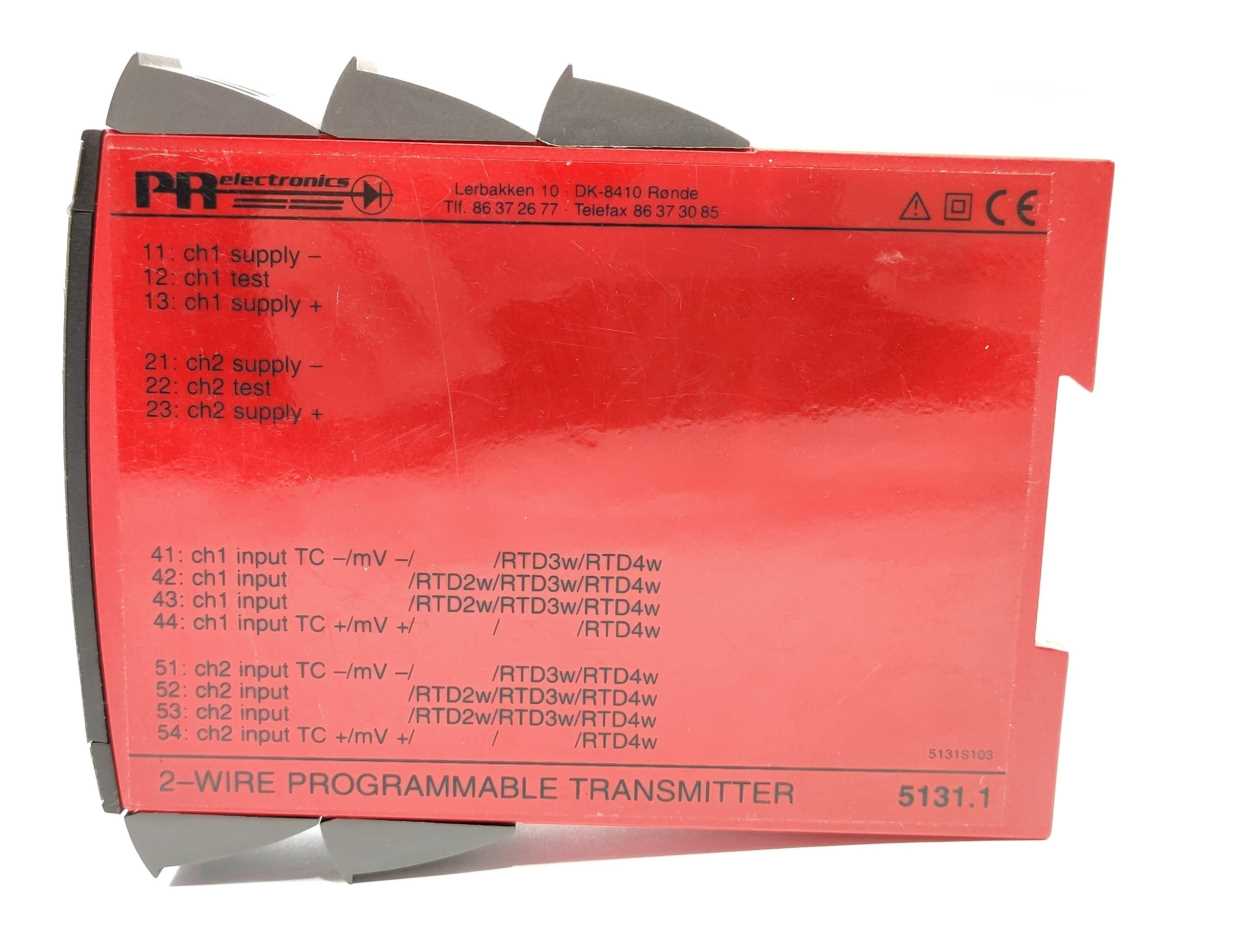 PR electronics
Lerbakken 10 · DK-8410 Rønde
Tlf. 86 37 26 77 · Telefax 86 37 30 85
CE
11: ch1 supply –
12: ch1 test
13: ch1 supply +
21: ch2 supply –
22: ch2 test
23: ch2 supply +
41: ch1 input TC –/mV –/ /RTD3w/RTD4w
42: ch1 input /RTD2w/RTD3w/RTD4w
43: ch1 input /RTD2w/RTD3w/RTD4w
44: ch1 input TC +/mV +/ / /RTD4w
51: ch2 input TC –/mV –/ /RTD3w/RTD4w
52: ch2 input /RTD2w/RTD3w/RTD4w
53: ch2 input /RTD2w/RTD3w/RTD4w
54: ch2 input TC +/mV +/ / /RTD4w
5131S103
2–WIRE PROGRAMMABLE TRANSMITTER 5131.1